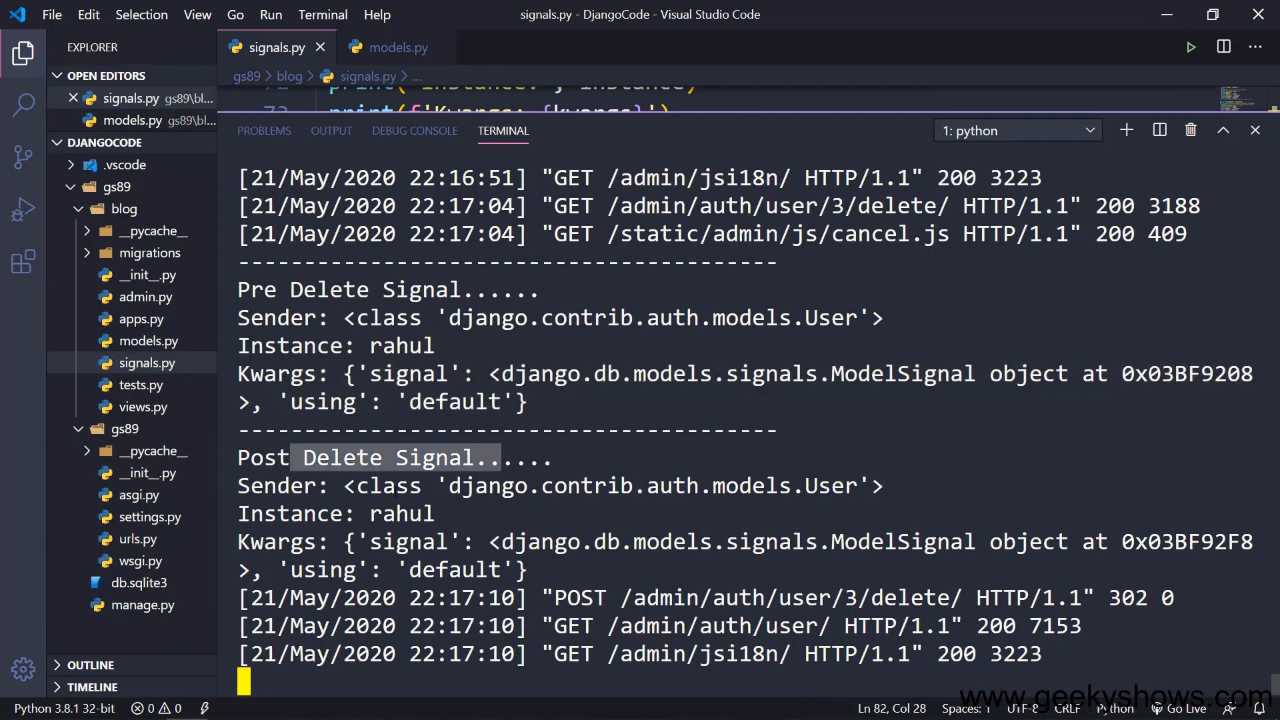 File Edit Selection View Go Run Terminal Help signals.py - DjangoCode - Visual Studio Code
EXPLORER
OPEN EDITORS
signals.py gs89\bl...
models.py gs89\blo...
DJANGOCODE
.vscode
gs89
blog
__pycache__
migrations
__init__.py
admin.py
apps.py
models.py
signals.py
tests.py
views.py
gs89
__pycache__
__init__.py
asgi.py
settings.py
urls.py
wsgi.py
db.sqlite3
manage.py
OUTLINE
TIMELINE
signals.py models.py
gs89 > blog > signals.py > ...
print(f'Kwargs: {kwargs}')
PROBLEMS OUTPUT DEBUG CONSOLE TERMINAL 1: python
[21/May/2020 22:16:51] "GET /admin/jsi18n/ HTTP/1.1" 200 3223
[21/May/2020 22:17:04] "GET /admin/auth/user/3/delete/ HTTP/1.1" 200 3188
[21/May/2020 22:17:04] "GET /static/admin/js/cancel.js HTTP/1.1" 200 409
-----------------------------------------
Pre Delete Signal......
Sender: <class 'django.contrib.auth.models.User'>
Instance: rahul
Kwargs: {'signal': <django.db.models.signals.ModelSignal object at 0x03BF9208
>, 'using': 'default'}
-----------------------------------------
Post Delete Signal......
Sender: <class 'django.contrib.auth.models.User'>
Instance: rahul
Kwargs: {'signal': <django.db.models.signals.ModelSignal object at 0x03BF92F8
>, 'using': 'default'}
[21/May/2020 22:17:10] "POST /admin/auth/user/3/delete/ HTTP/1.1" 302 0
[21/May/2020 22:17:10] "GET /admin/auth/user/ HTTP/1.1" 200 7153
[21/May/2020 22:17:10] "GET /admin/jsi18n/ HTTP/1.1" 200 3223
www.geekyshows.com
Python 3.8.1 32-bit 0 0 Ln 82, Col 28 Spaces: 1 UTF-8 CRLF Python Go Live